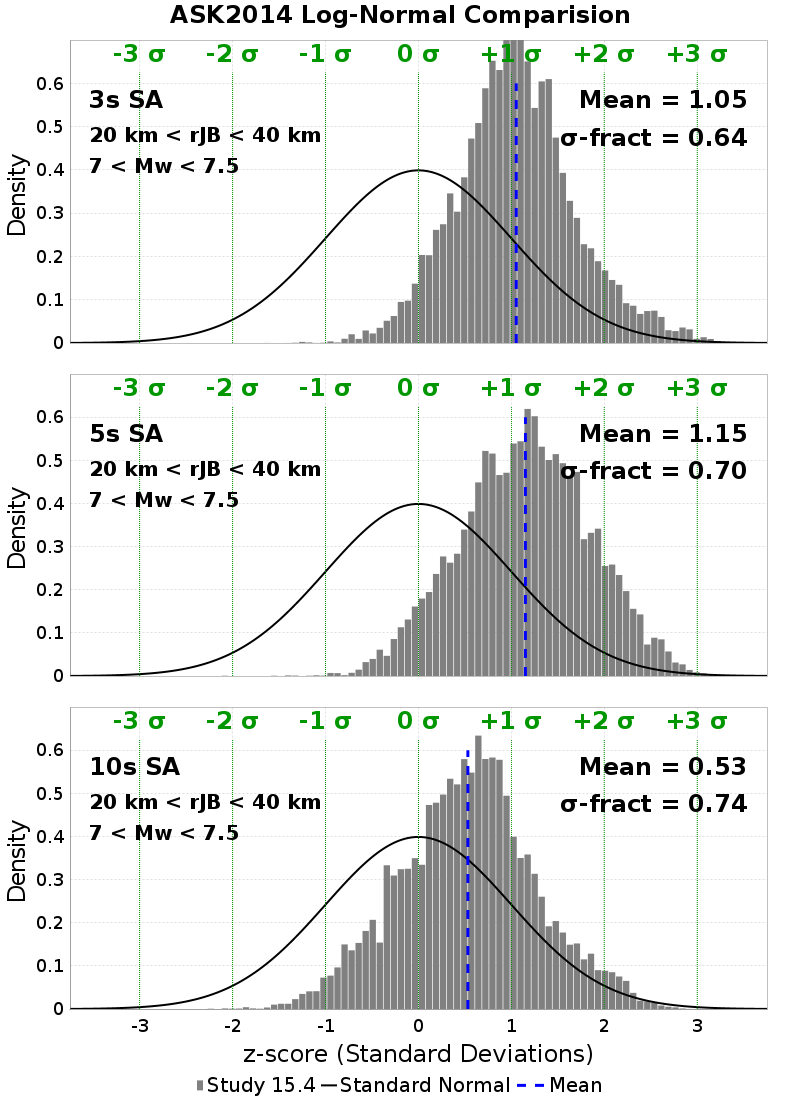 ASK2014 Log-Normal Comparision
-3 σ -2 σ -1 σ 0 σ +1 σ +2 σ +3 σ
3s SA
Mean = 1.05
20 km < rJB < 40 km
σ-fract = 0.64
7 < Mw < 7.5
0.6
0.5
0.4
0.3
0.2
0.1
0
Density
-3 σ -2 σ -1 σ 0 σ +1 σ +2 σ +3 σ
5s SA
Mean = 1.15
20 km < rJB < 40 km
σ-fract = 0.70
7 < Mw < 7.5
0.6
0.5
0.4
0.3
0.2
0.1
0
Density
-3 σ -2 σ -1 σ 0 σ +1 σ +2 σ +3 σ
10s SA
Mean = 0.53
20 km < rJB < 40 km
σ-fract = 0.74
7 < Mw < 7.5
0.6
0.5
0.4
0.3
0.2
0.1
0
Density
-3 -2 -1 0 1 2 3
z-score (Standard Deviations)
Study 15.4 Standard Normal Mean